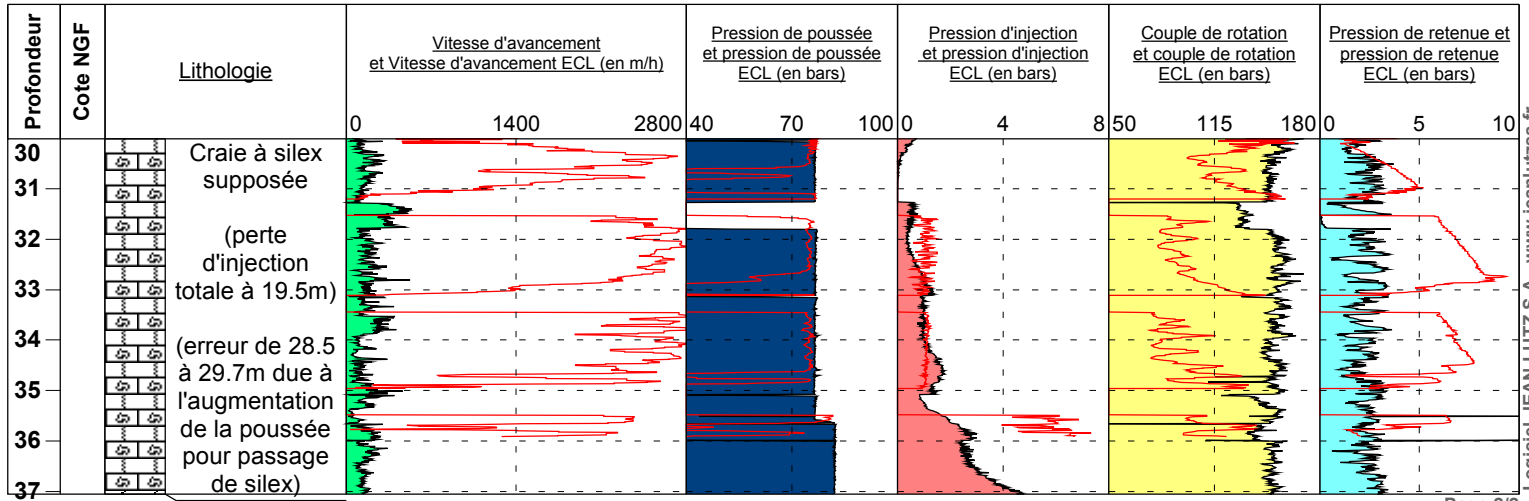 Profondeur
Cote NGF
Lithologie
Vitesse d'avancement
et Vitesse d'avancement ECL (en m/h)
Pression de poussée
et pression de poussée
ECL (en bars)
Pression d'injection
et pression d'injection
ECL (en bars)
Couple de rotation
et couple de rotation
ECL (en bars)
Pression de retenue et
pression de retenue
ECL (en bars)
0 1400 2800
40 70 100
0 4 8
50 115 180
0 5 10
30
31
32
33
34
35
36
37
Craie à silex
supposée
(perte
d'injection
totale à 19.5m)
(erreur de 28.5
à 29.7m due à
l'augmentation
de la poussée
pour passage
de silex)